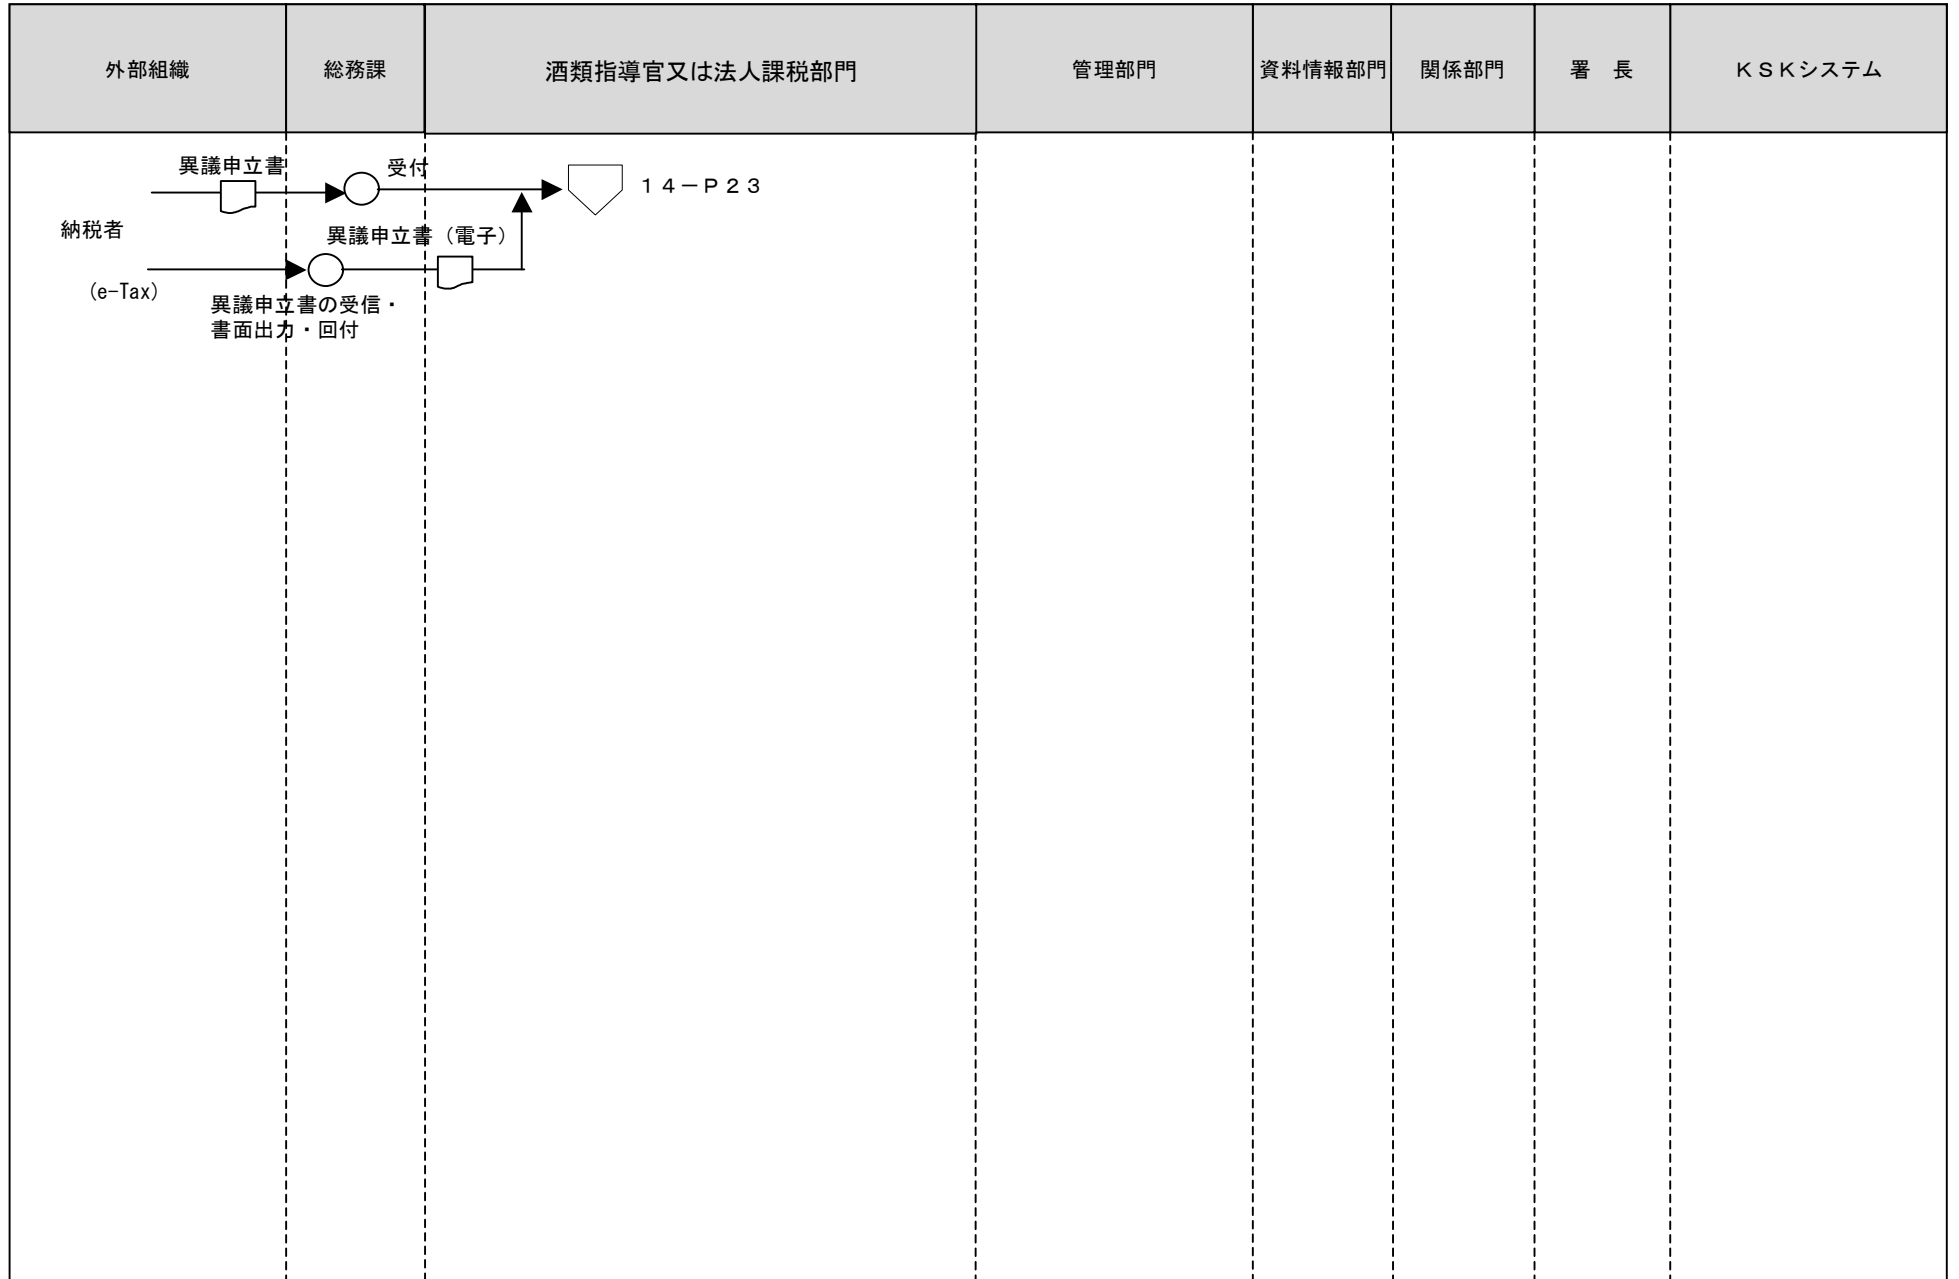 外部組織
総務課
酒類指導官又は法人課税部門
管理部門
資料情報部門
関係部門
署　長
ＫＳＫシステム
異議申立書
受付
１４－Ｐ２３
納税者
異議申立書（電子）
(e-Tax)
異議申立書の受信・
書面出力・回付